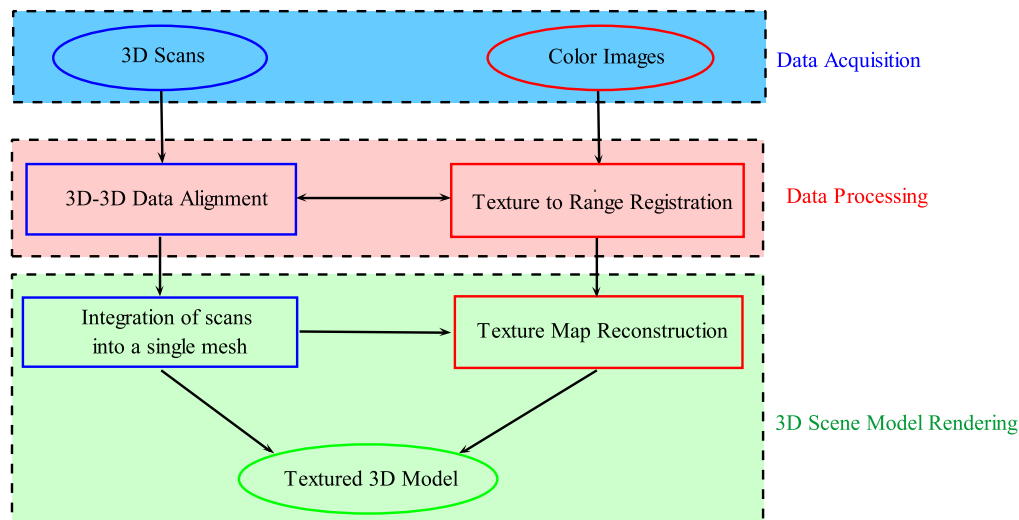 3D Scans
Color Images
Data Acquisition
3D-3D Data Alignment
Texture to Range Registration
Data Processing
Integration of scans
into a single mesh
Texture Map Reconstruction
3D Scene Model Rendering
Textured 3D Model